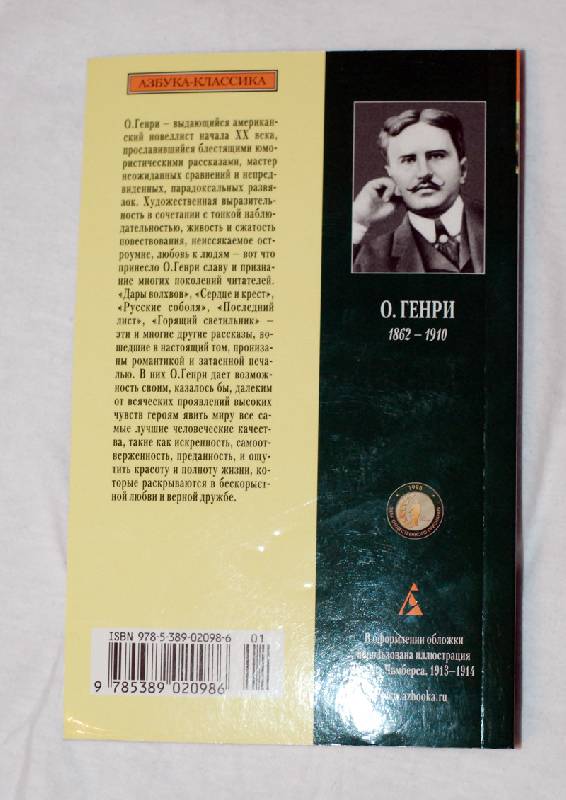 АЗБУКА-КЛАССИКА
О.Генри – выдающийся американ-
ский новеллист начала XX века,
прославившийся блестящими юмо-
ристическими рассказами, мастер
неожиданных сравнений и непред-
виденных, парадоксальных развя-
зок. Художественная выразитель-
ность в сочетании с тонкой наблю-
дательностью, живость и сжатость
повествования, неиссякаемое ост-
роумие, любовь к людям – вот что
принесло О.Генри славу и призна-
ние многих поколений читателей.
«Дары волхвов», «Сердце и крест»,
«Русские соболя», «Последний
лист», «Горящий светильник» –
эти и многие другие рассказы, во-
шедшие в настоящий том, прониза-
ны романтикой и затаенной печа-
лью. В них О.Генри дает возмож-
ность своим, казалось бы, далеким
от всяческих проявлений высоких
чувств героям явить миру все са-
мые лучшие человеческие качест-
ва, такие как искренность, самоот-
верженность, преданность, и ощу-
тить красоту и полноту жизни, ко-
торые раскрываются в бескорыст-
ной любви и верной дружбе.
ISBN 978-5-389-02098-6
01
9 785389 020986
О. ГЕНРИ
1862 – 1910
В оформлении обложки
использована иллюстрация
Чамберса. 1913–1914
www.azbooka.ru